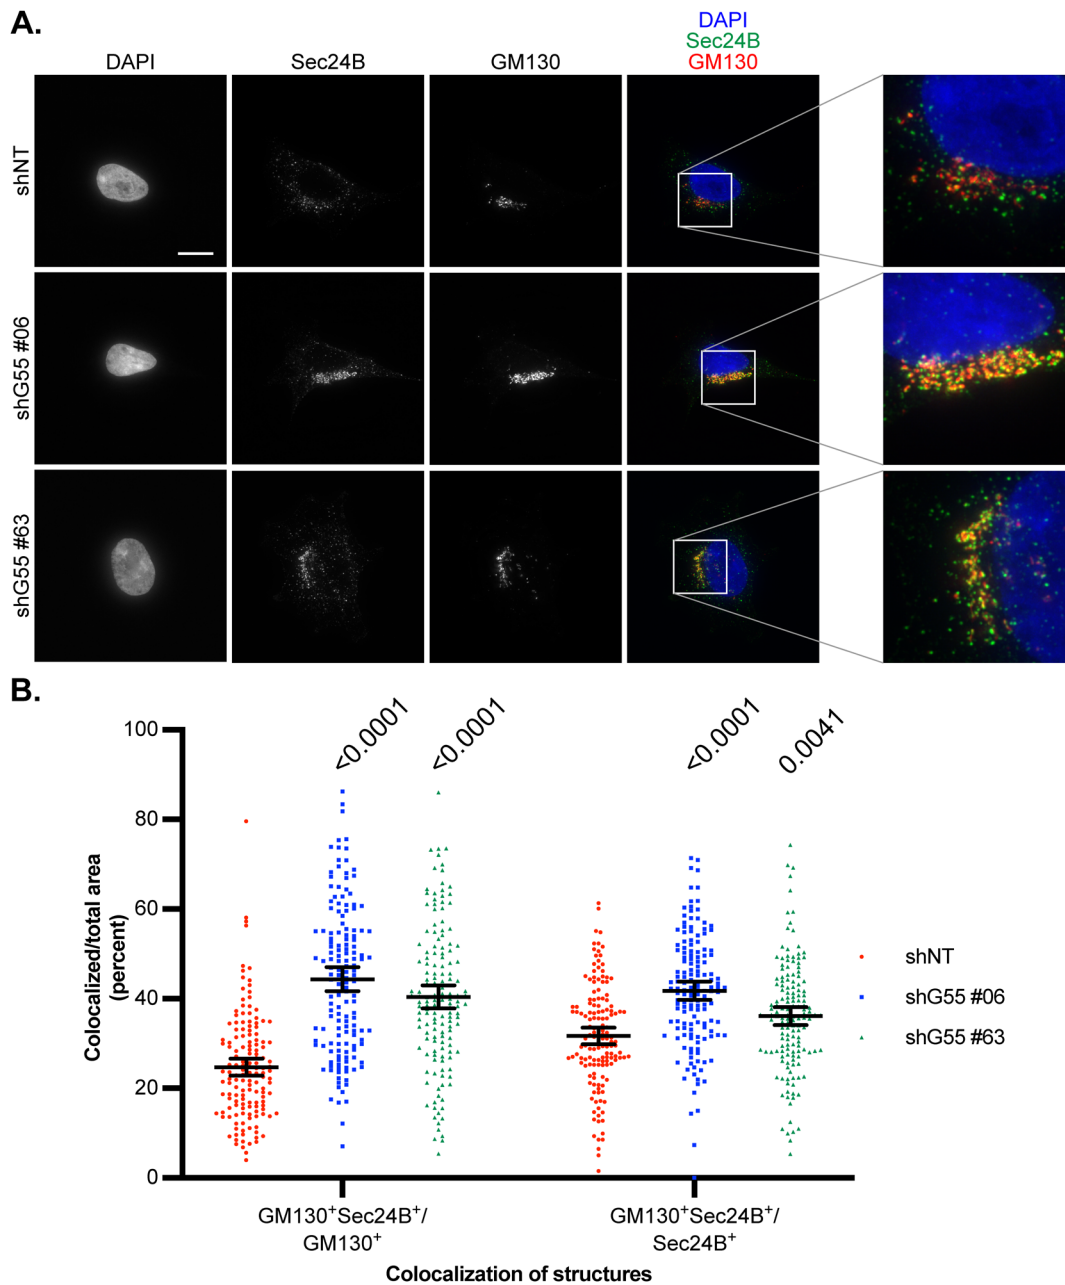 A.
DAPI
Sec24B
GM130
DAPI
Sec24B
GM130
shNT
shG55 #06
shG55 #63
B.
<0.0001
<0.0001
<0.0001
0.0041
100
80
60
40
20
0
Colocalized/total area
(percent)
shNT
shG55 #06
shG55 #63
GM130⁺Sec24B⁺/
GM130⁺
GM130⁺Sec24B⁺/
Sec24B⁺
Colocalization of structures